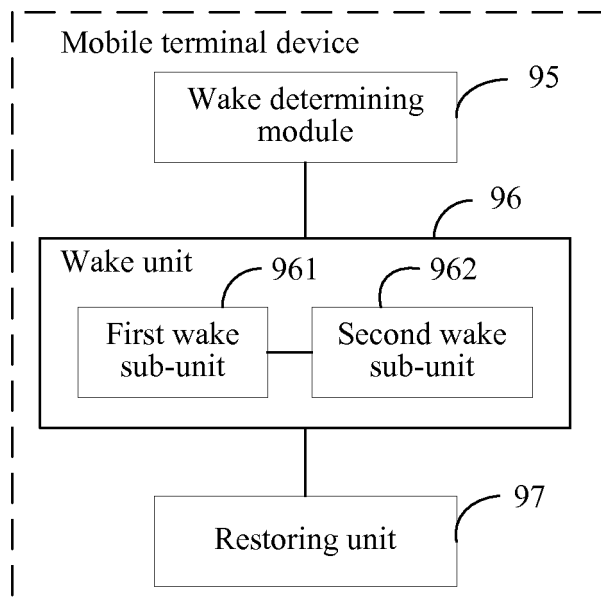 Mobile terminal device
95
Wake determining
module
96
Wake unit
961
962
First wake
sub-unit
Second wake
sub-unit
97
Restoring unit